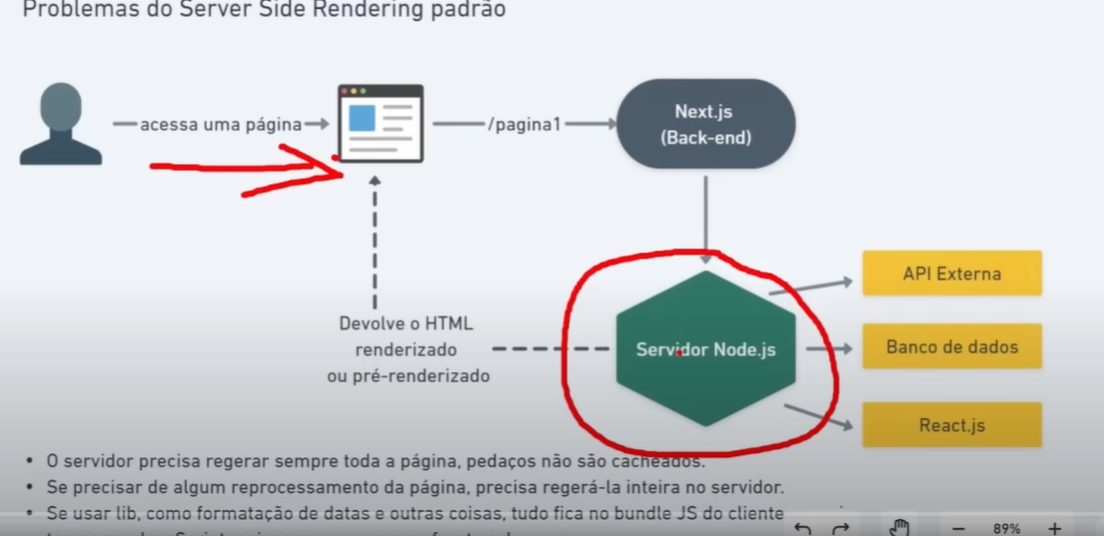 Problemas do Server Side Rendering padrão
acessa uma página
/pagina1
Next.js
(Back-end)
API Externa
Devolve o HTML
renderizado
ou pré-renderizado
Servidor Node.js
Banco de dados
React.js
• O servidor precisa regerar sempre toda a página, pedaços não são cacheados.
• Se precisar de algum reprocessamento da página, precisa regerá-la inteira no servidor.
• Se usar lib, como formatação de datas e outras coisas, tudo fica no bundle JS do cliente
89%